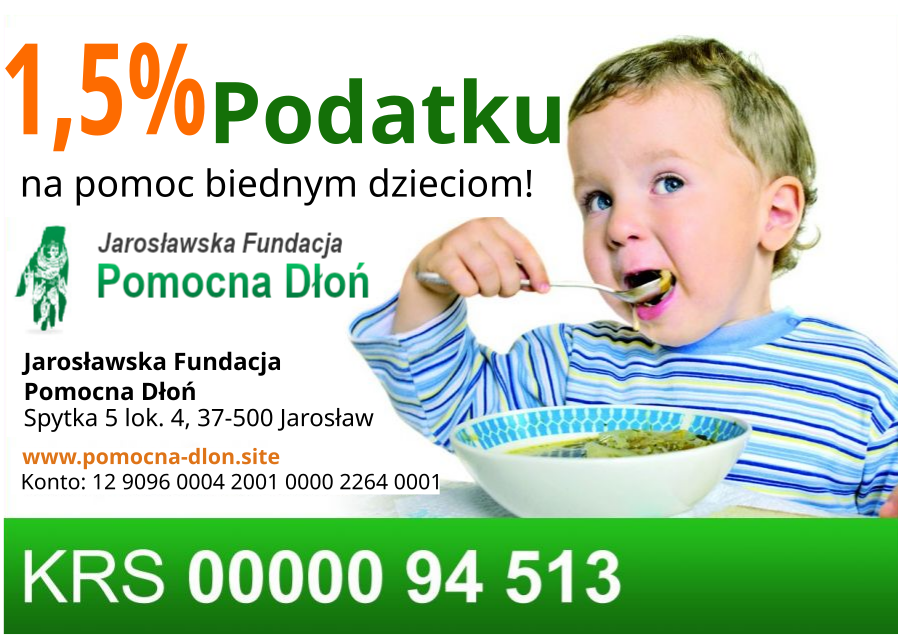 1,5% Podatku
na pomoc biednym dzieciom!
Jarosławska Fundacja
Pomocna Dłoń
Jarosławska Fundacja
Pomocna Dłoń
Spytka 5 lok. 4, 37-500 Jarosław
www.pomocna-dlon.site
Konto: 12 9096 0004 2001 0000 2264 0001
KRS 00000 94 513